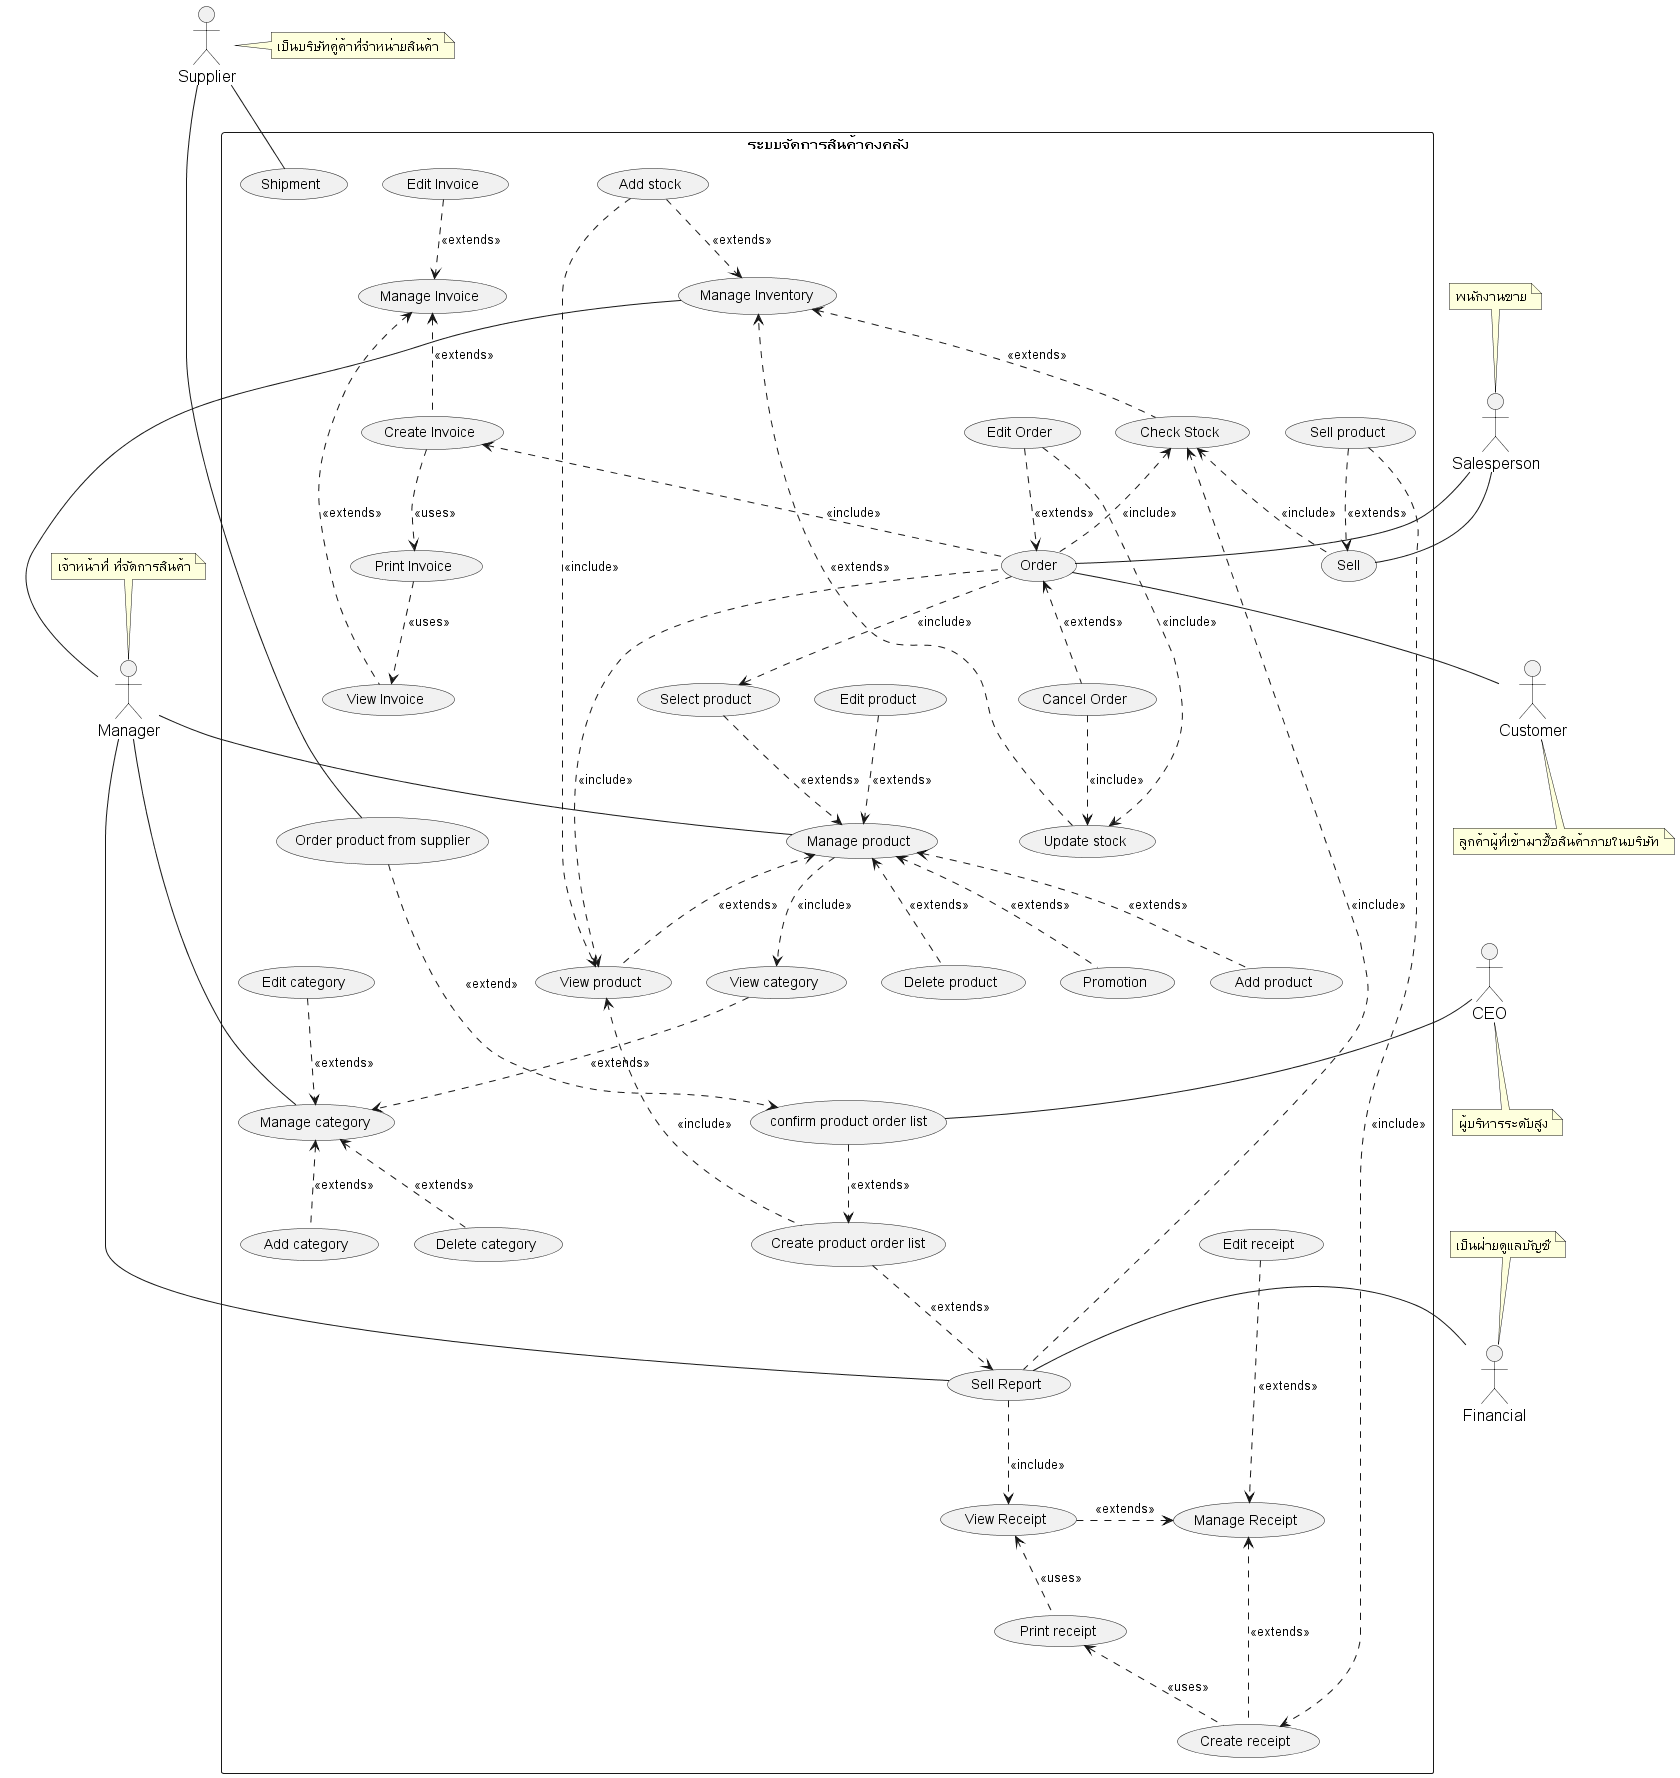 เป็นบริษัทคู่ค้าที่จำหน่ายสินค้า
Supplier
ระบบจัดการสินค้าคงคลัง
Shipment
Edit Invoice
Add stock
«extends»
«extends»
Manage Invoice
Manage Inventory
พนักงานขาย
«extends»
«extends»
Create Invoice
Edit Order
Check Stock
Sell product
Salesperson
«extends»
«uses»
«include»
«extends»
«include»
«include»
«extends»
เจ้าหน้าที่ ที่จัดการสินค้า
Print Invoice
«include»
«extends»
Order
Sell
«uses»
«include»
«extends»
«include»
View Invoice
Select product
Edit product
Cancel Order
Manager
Customer
«include»
«extends»
«extends»
«include»
Order product from supplier
Manage product
Update stock
ลูกค้าผู้ที่เข้ามาซื้อสินค้าภายในบริษัท
«extends»
«include»
«extends»
«extends»
«extends»
«include»
Edit category
«extend»
View product
View category
Delete product
Promotion
Add product
CEO
«extends»
«extends»
Manage category
«include»
confirm product order list
«include»
ผู้บริหารระดับสูง
«extends»
«extends»
«extends»
Add category
Delete category
Create product order list
Edit receipt
เป็นฝ่ายดูแลบัญชี
«extends»
Sell Report
«extends»
Financial
«include»
View Receipt
«extends»
Manage Receipt
«uses»
Print receipt
«extends»
«uses»
Create receipt